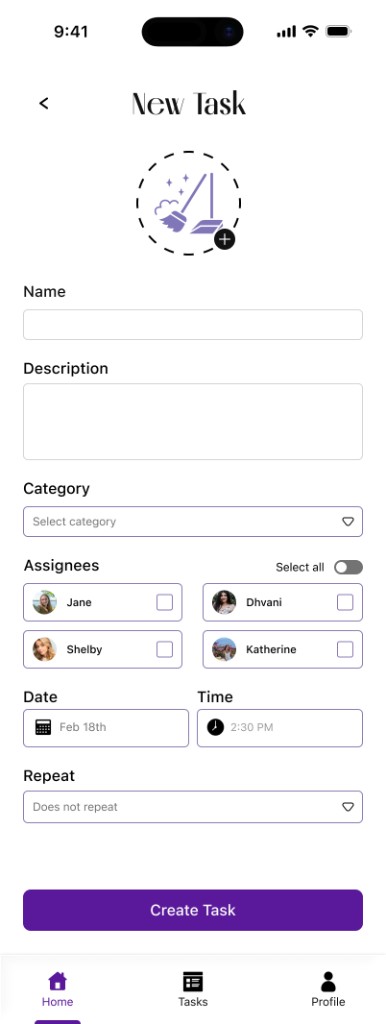 9:41
<
New Task
Name
Description
Category
Select category
Assignees
Select all
Jane
Dhvani
Shelby
Katherine
Date
Time
Feb 18th
2:30 PM
Repeat
Does not repeat
Create Task
Home
Tasks
Profile